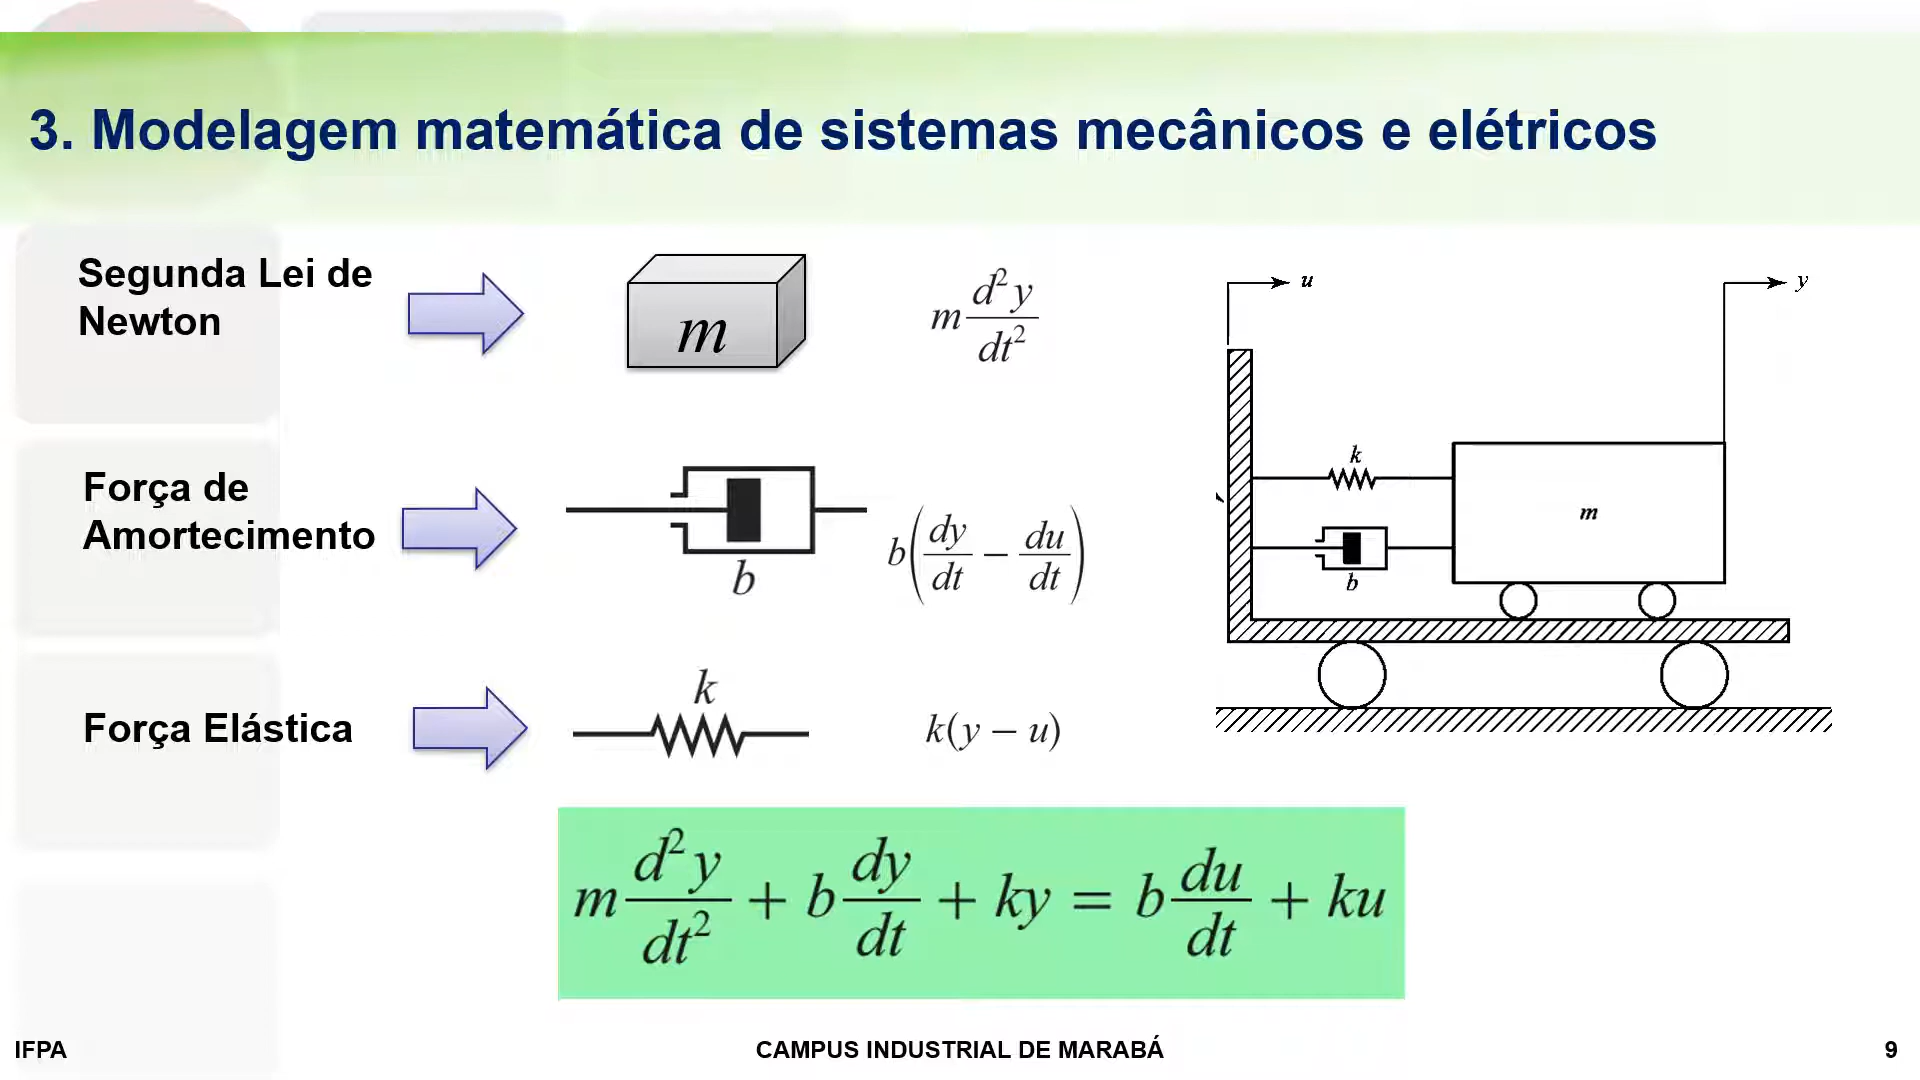 3. Modelagem matemática de sistemas mecânicos e elétricos
Segunda Lei de
Newton
m
m d²y/dt²
Força de
Amortecimento
b
b(dy/dt − du/dt)
Força Elástica
k
k(y − u)
u
y
k
m
b
m d²y/dt² + b dy/dt + ky = b du/dt + ku
IFPA
CAMPUS INDUSTRIAL DE MARABÁ
9